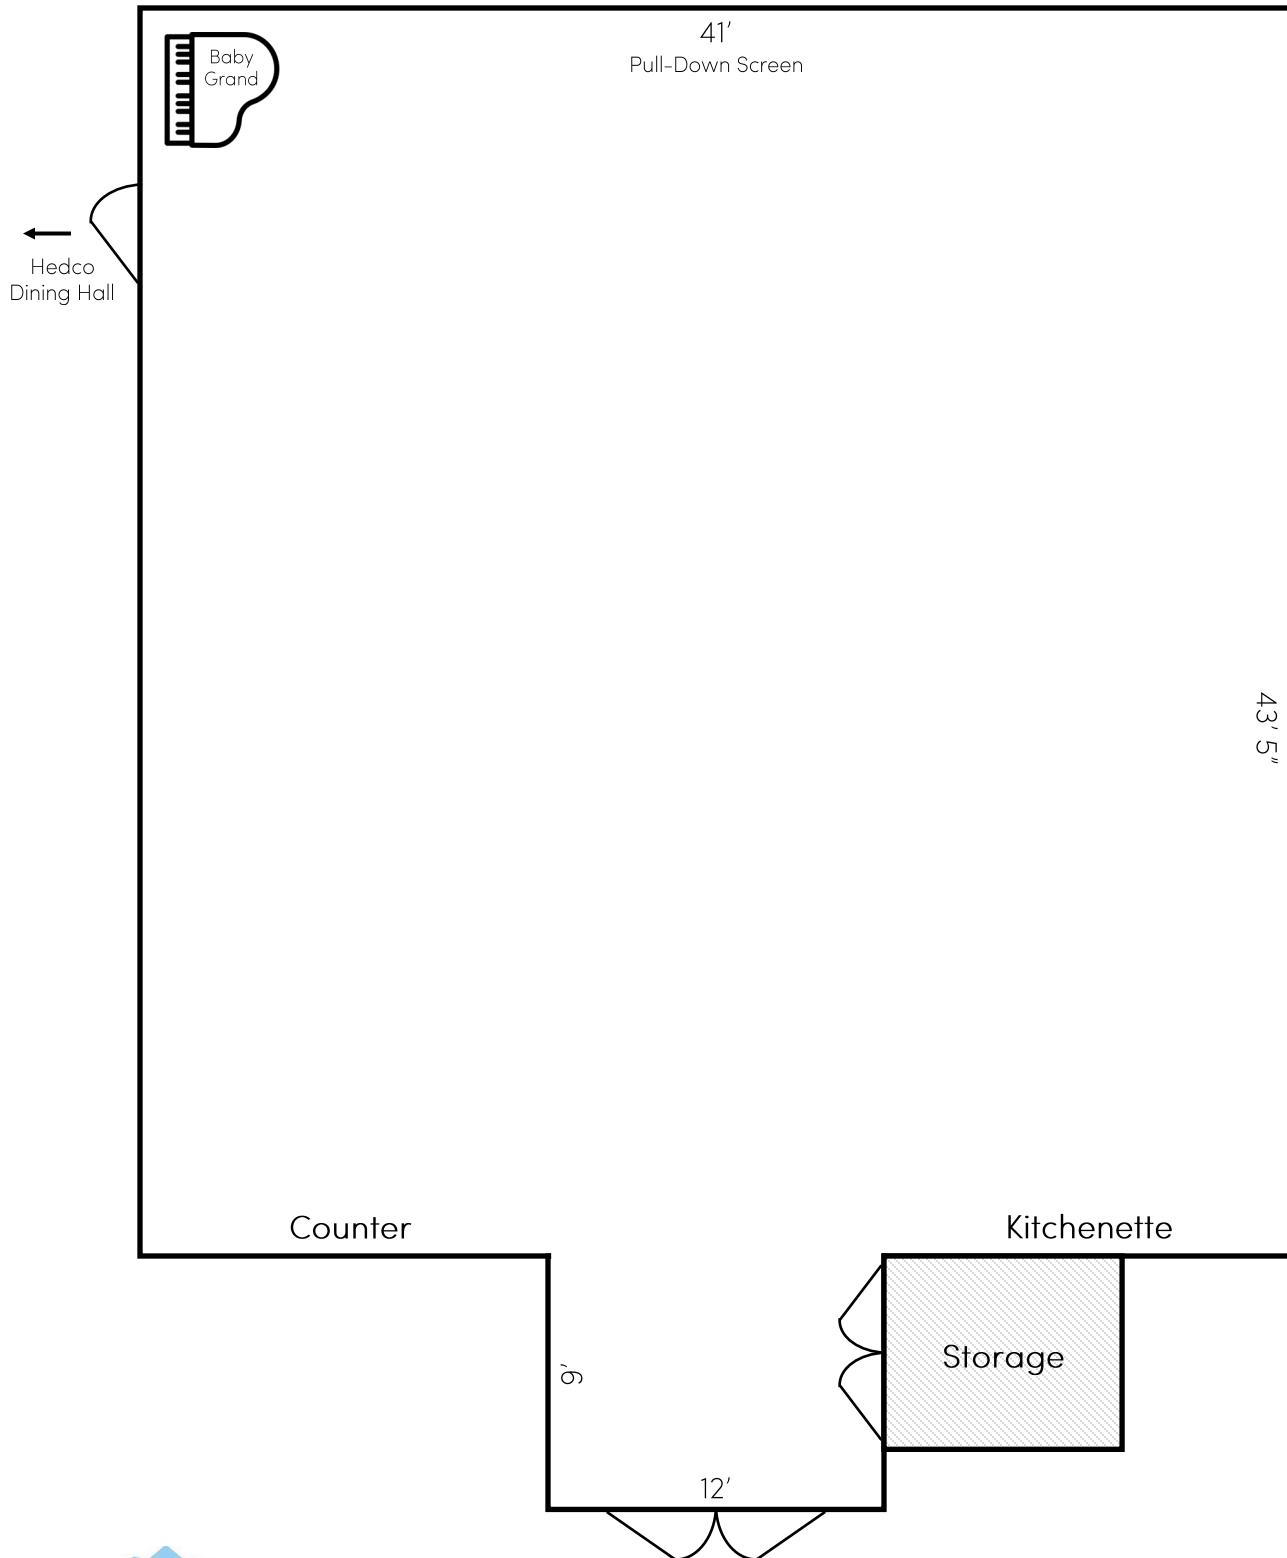 41'
Pull-Down Screen
Baby
Grand
Hedco
Dining Hall
43' 5"
Counter
Kitchenette
Storage
9'
12'